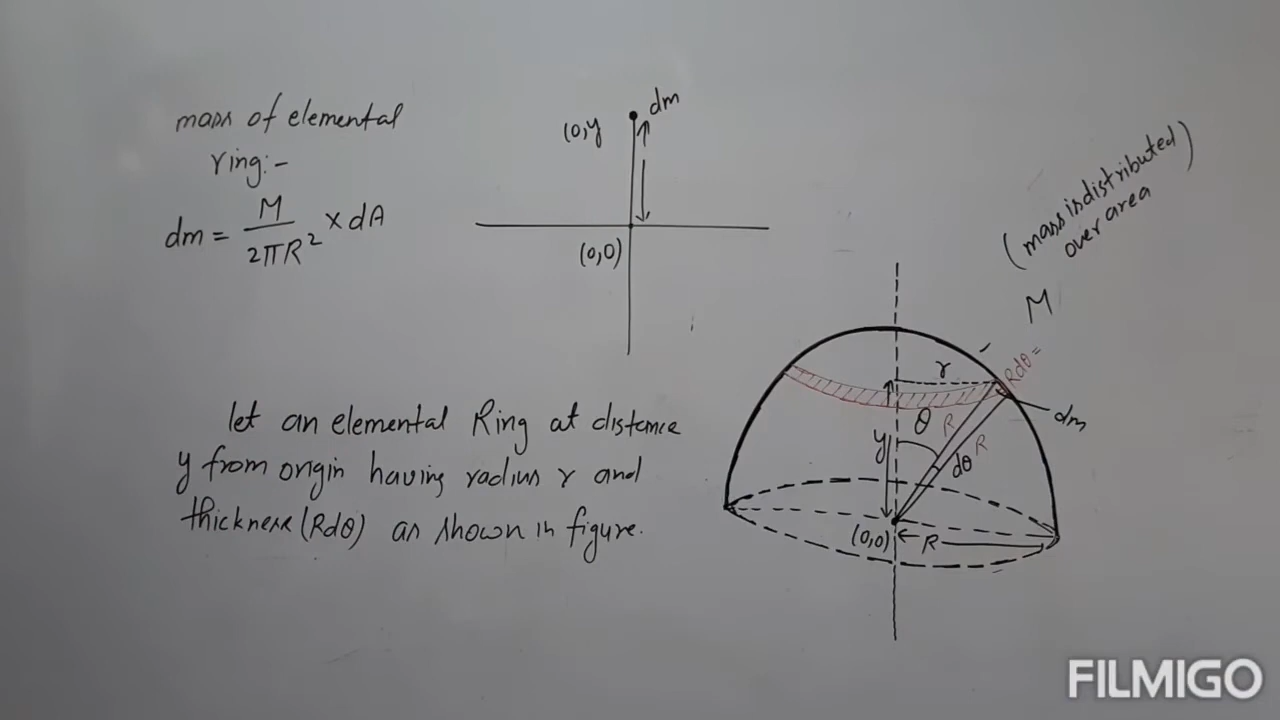 mass of elemental
ring:-
dm = M/2πR² × dA
(0,y
dm
(0,0)
(mass is distributed
over area)
M
r
Rdθ =
θ
R
R
dm
y
dθ
(0,0)
R
let an elemental Ring at distance
y from origin having radius r and
thickness (Rdθ) as shown in figure.
FILMIGO